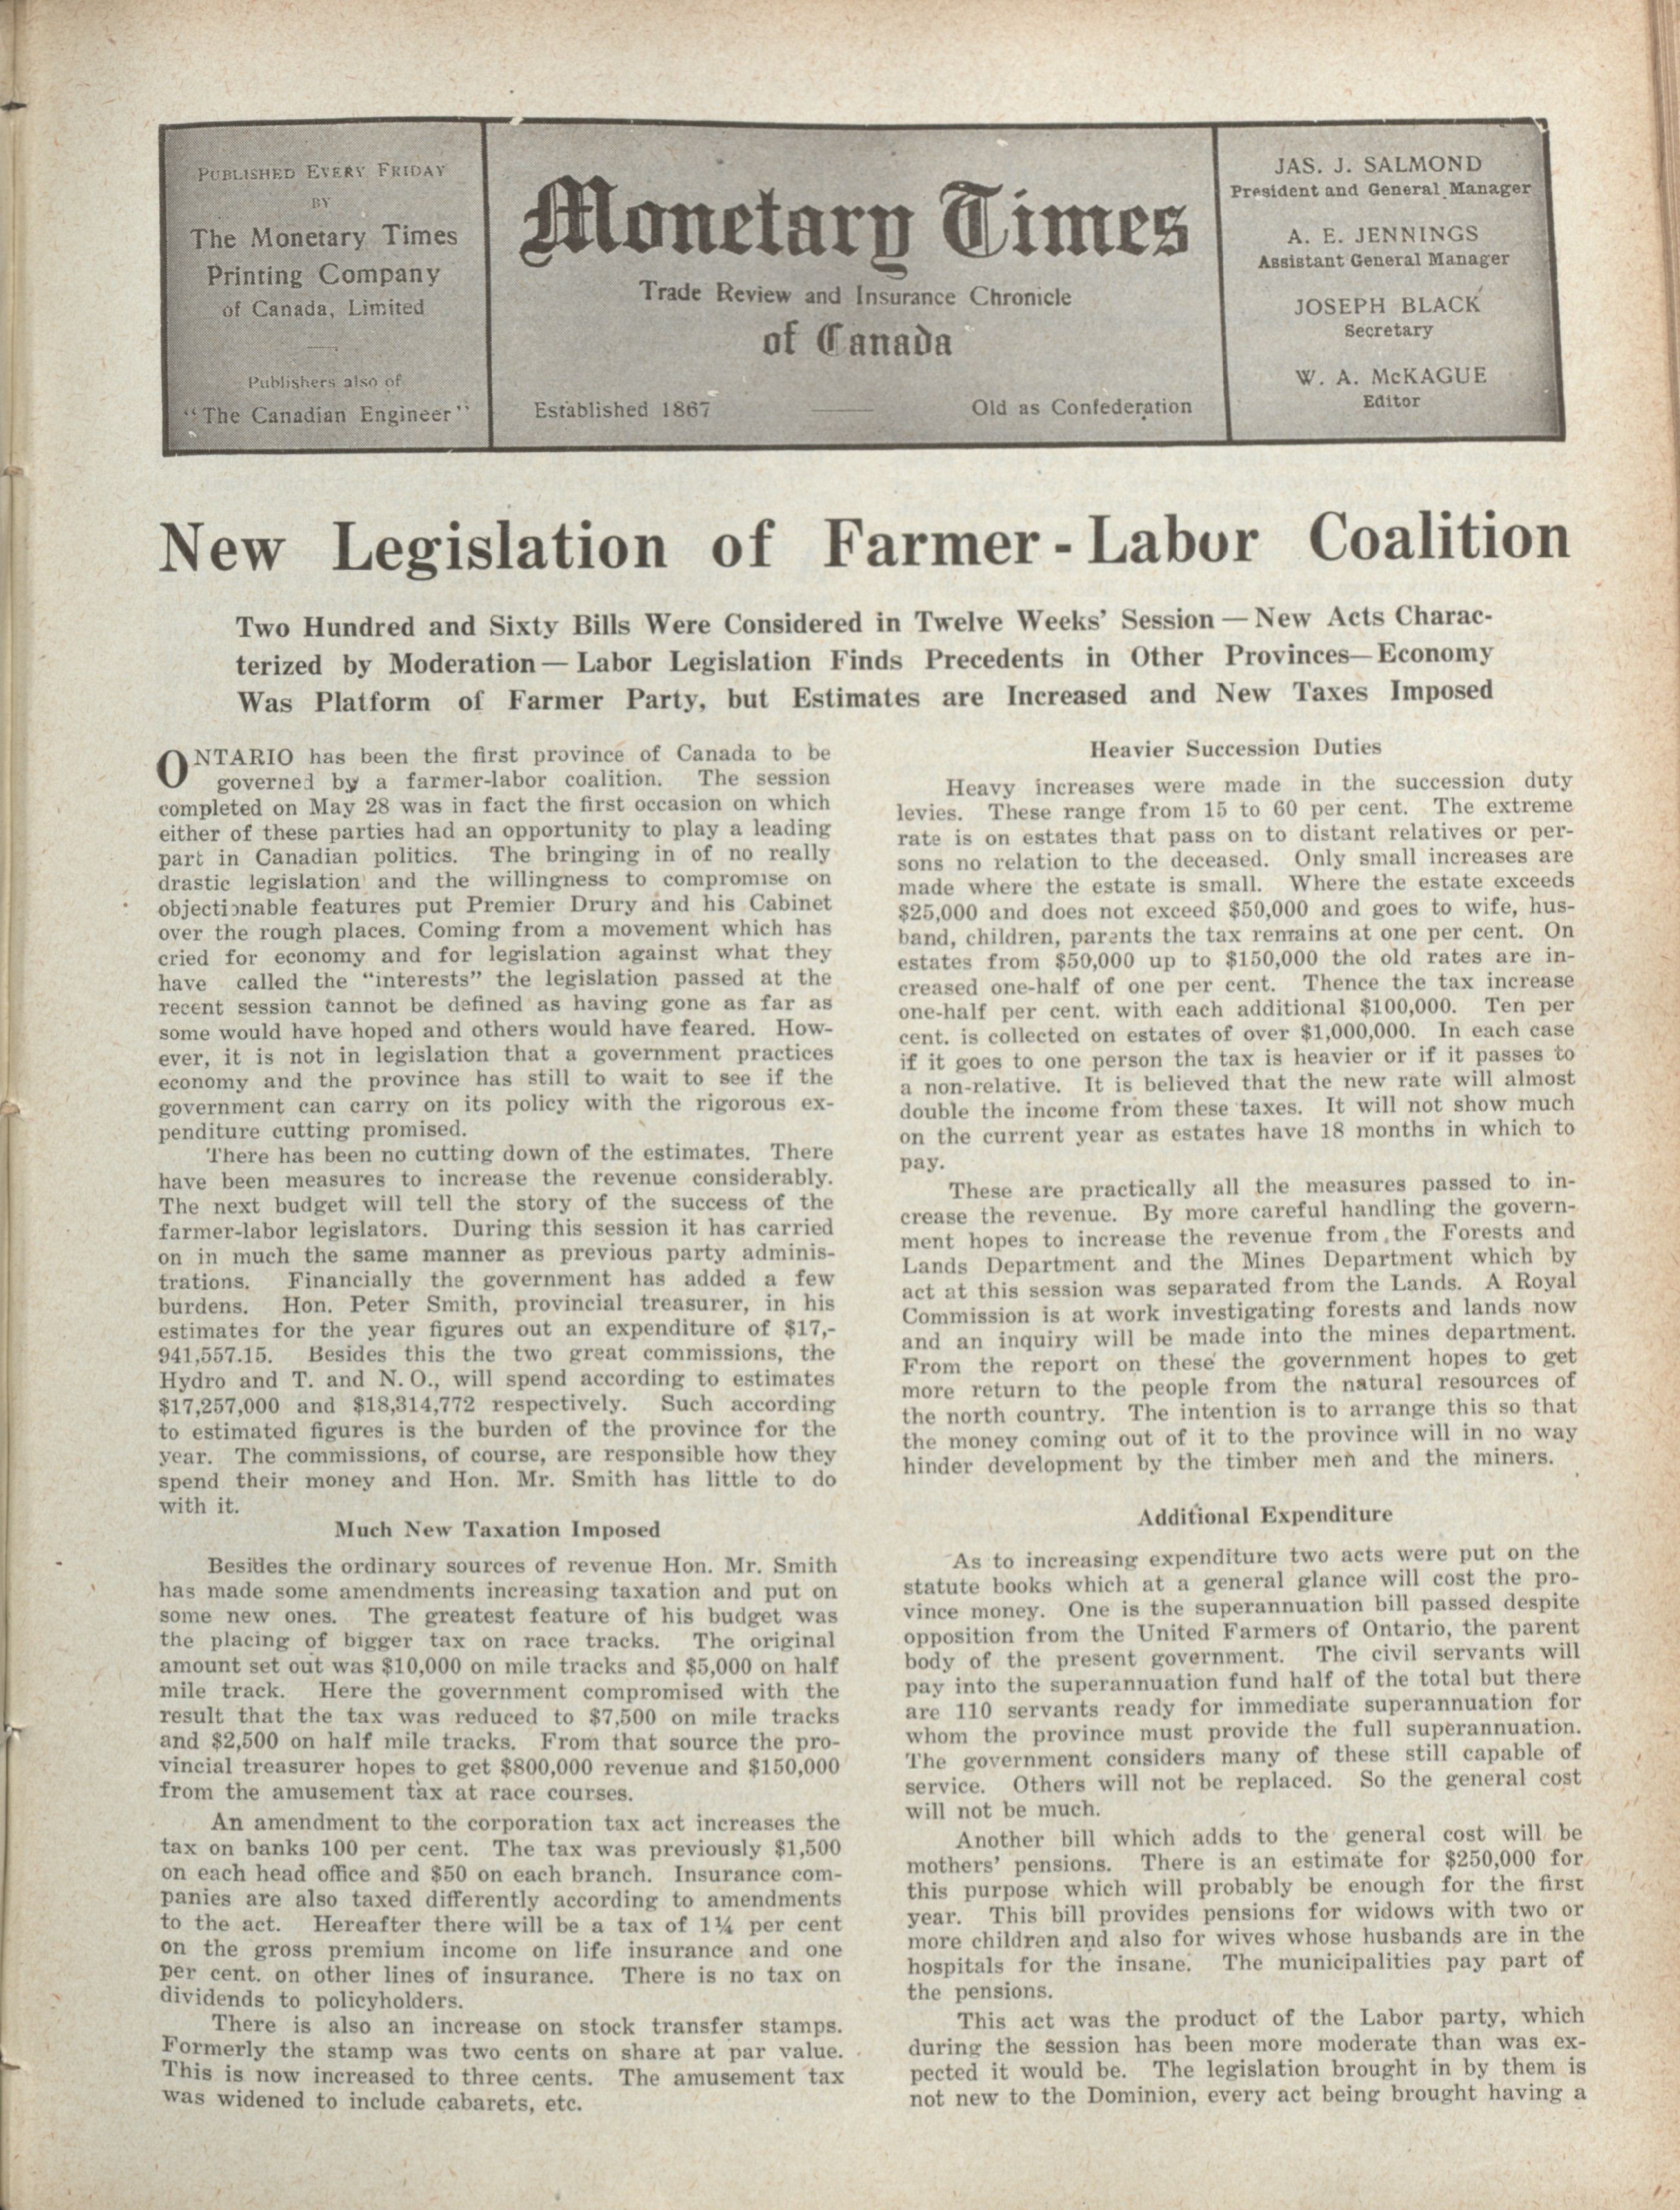 PUBLISHED EVERY FRIDAY
BY
The Monetary Times
Printing Company
of Canada, Limited
Publishers also of
"The Canadian Engineer"
Monetary Times
Trade Review and Insurance Chronicle
of Canada
Established 1867
Old as Confederation
JAS. J. SALMOND
President and General Manager
A. E. JENNINGS
Assistant General Manager
JOSEPH BLACK
Secretary
W. A. McKAGUE
Editor
New Legislation of Farmer-Labor Coalition
Two Hundred and Sixty Bills Were Considered in Twelve Weeks' Session — New Acts Charac-
terized by Moderation — Labor Legislation Finds Precedents in Other Provinces — Economy
Was Platform of Farmer Party, but Estimates are Increased and New Taxes Imposed
ONTARIO has been the first province of Canada to be
governed by a farmer-labor coalition. The session
completed on May 28 was in fact the first occasion on which
either of these parties had an opportunity to play a leading
part in Canadian politics. The bringing in of no really
drastic legislation and the willingness to compromise on
objectionable features put Premier Drury and his Cabinet
over the rough places. Coming from a movement which has
cried for economy and for legislation against what they
have called the "interests" the legislation passed at the
recent session cannot be defined as having gone as far as
some would have hoped and others would have feared. How-
ever, it is not in legislation that a government practices
economy and the province has still to wait to see if the
government can carry on its policy with the rigorous ex-
penditure cutting promised.
There has been no cutting down of the estimates. There
have been measures to increase the revenue considerably.
The next budget will tell the story of the success of the
farmer-labor legislators. During this session it has carried
on in much the same manner as previous party adminis-
trations. Financially the government has added a few
burdens. Hon. Peter Smith, provincial treasurer, in his
estimates for the year figures out an expenditure of $17,-
941,557.15. Besides this the two great commissions, the
Hydro and T. and N. O., will spend according to estimates
$17,257,000 and $18,314,772 respectively. Such according
to estimated figures is the burden of the province for the
year. The commissions, of course, are responsible how they
spend their money and Hon. Mr. Smith has little to do
with it.
Much New Taxation Imposed
Besides the ordinary sources of revenue Hon. Mr. Smith
has made some amendments increasing taxation and put on
some new ones. The greatest feature of his budget was
the placing of bigger tax on race tracks. The original
amount set out was $10,000 on mile tracks and $5,000 on half
mile track. Here the government compromised with the
result that the tax was reduced to $7,500 on mile tracks
and $2,500 on half mile tracks. From that source the pro-
vincial treasurer hopes to get $800,000 revenue and $150,000
from the amusement tax at race courses.
An amendment to the corporation tax act increases the
tax on banks 100 per cent. The tax was previously $1,500
on each head office and $50 on each branch. Insurance com-
panies are also taxed differently according to amendments
to the act. Hereafter there will be a tax of 1¼ per cent
on the gross premium income on life insurance and one
per cent. on other lines of insurance. There is no tax on
dividends to policyholders.
There is also an increase on stock transfer stamps.
Formerly the stamp was two cents on share at par value.
This is now increased to three cents. The amusement tax
was widened to include cabarets, etc.
Heavier Succession Duties
Heavy increases were made in the succession duty
levies. These range from 15 to 60 per cent. The extreme
rate is on estates that pass on to distant relatives or per-
sons no relation to the deceased. Only small increases are
made where the estate is small. Where the estate exceeds
$25,000 and does not exceed $50,000 and goes to wife, hus-
band, children, parents the tax remains at one per cent. On
estates from $50,000 up to $150,000 the old rates are in-
creased one-half of one per cent. Thence the tax increase
one-half per cent. with each additional $100,000. Ten per
cent. is collected on estates of over $1,000,000. In each case
if it goes to one person the tax is heavier or if it passes to
a non-relative. It is believed that the new rate will almost
double the income from these taxes. It will not show much
on the current year as estates have 18 months in which to
pay.
These are practically all the measures passed to in-
crease the revenue. By more careful handling the govern-
ment hopes to increase the revenue from the Forests and
Lands Department and the Mines Department which by
act at this session was separated from the Lands. A Royal
Commission is at work investigating forests and lands now
and an inquiry will be made into the mines department.
From the report on these the government hopes to get
more return to the people from the natural resources of
the north country. The intention is to arrange this so that
the money coming out of it to the province will in no way
hinder development by the timber men and the miners.
Additional Expenditure
As to increasing expenditure two acts were put on the
statute books which at a general glance will cost the pro-
vince money. One is the superannuation bill passed despite
opposition from the United Farmers of Ontario, the parent
body of the present government. The civil servants will
pay into the superannuation fund half of the total but there
are 110 servants ready for immediate superannuation for
whom the province must provide the full superannuation.
The government considers many of these still capable of
service. Others will not be replaced. So the general cost
will not be much.
Another bill which adds to the general cost will be
mothers' pensions. There is an estimate for $250,000 for
this purpose which will probably be enough for the first
year. This bill provides pensions for widows with two or
more children and also for wives whose husbands are in the
hospitals for the insane. The municipalities pay part of
the pensions.
This act was the product of the Labor party, which
during the session has been more moderate than was ex-
pected it would be. The legislation brought in by them is
not new to the Dominion, every act being brought having a